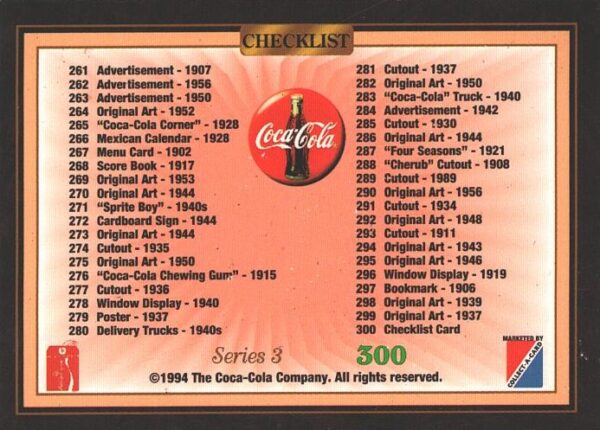 CHECKLIST
261 Advertisement - 1907
262 Advertisement - 1956
263 Advertisement - 1950
264 Original Art - 1952
265 “Coca-Cola Corner” - 1928
266 Mexican Calendar - 1928
267 Menu Card - 1902
268 Score Book - 1917
269 Original Art - 1953
270 Original Art - 1944
271 “Sprite Boy” - 1940s
272 Cardboard Sign - 1944
273 Original Art - 1944
274 Cutout - 1935
275 Original Art - 1950
276 “Coca-Cola Chewing Gum” - 1915
277 Cutout - 1936
278 Window Display - 1940
279 Poster - 1937
280 Delivery Trucks - 1940s
Coca-Cola
281 Cutout - 1937
282 Original Art - 1950
283 “Coca-Cola” Truck - 1940
284 Advertisement - 1942
285 Cutout - 1930
286 Original Art - 1944
287 “Four Seasons” - 1921
288 “Cherub” Cutout - 1908
289 Cutout - 1989
290 Original Art - 1956
291 Cutout - 1934
292 Original Art - 1948
293 Cutout - 1911
294 Original Art - 1943
295 Original Art - 1946
296 Window Display - 1919
297 Bookmark - 1906
298 Original Art - 1939
299 Original Art - 1937
300 Checklist Card
Series 3 300
©1994 The Coca-Cola Company. All rights reserved.
MARKETED BY
COLLECT-A-CARD